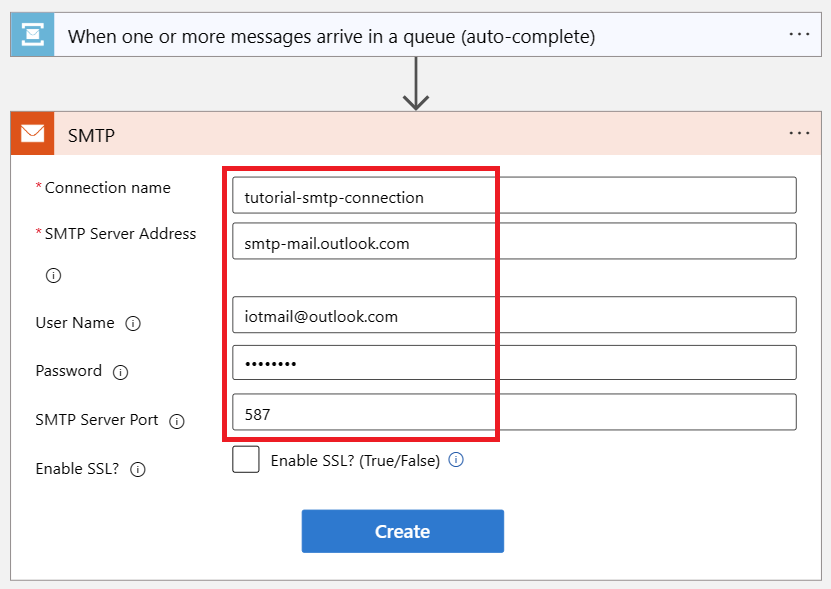 When one or more messages arrive in a queue (auto-complete)
SMTP
*Connection name
tutorial-smtp-connection
*SMTP Server Address
smtp-mail.outlook.com
User Name
iotmail@outlook.com
Password
••••••••
SMTP Server Port
587
Enable SSL?
Enable SSL? (True/False)
Create